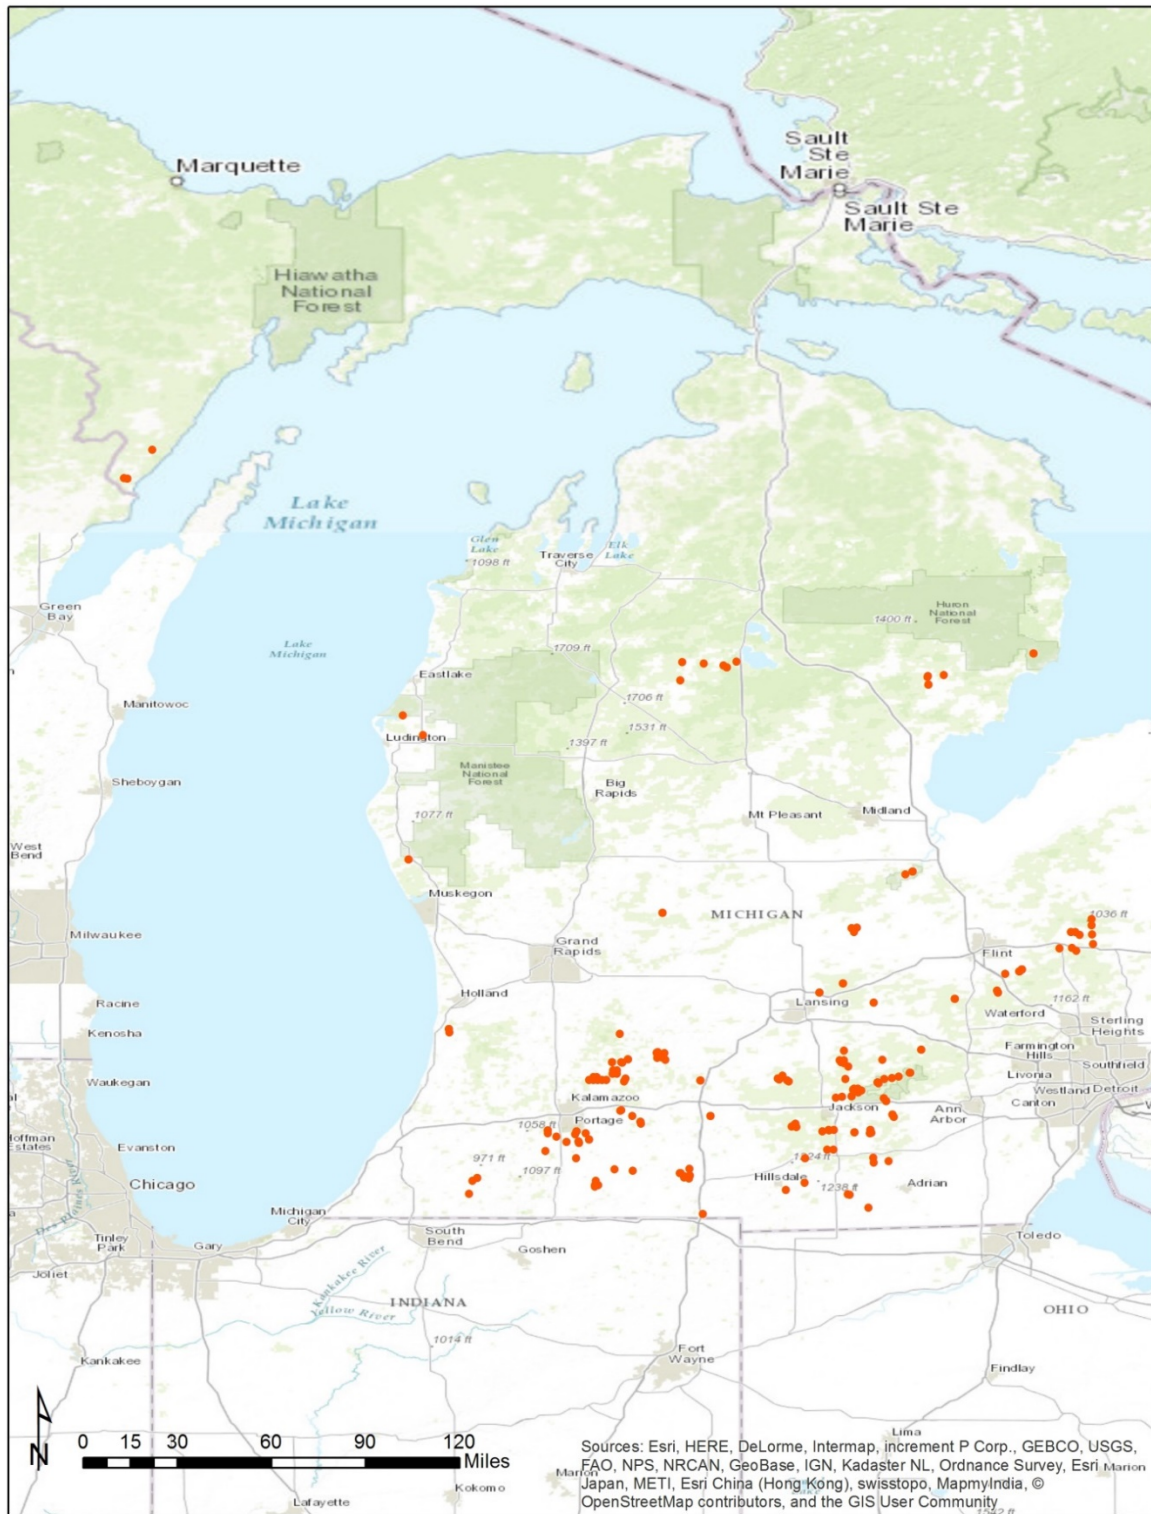 Marquette
Sault
Ste
Marie
Sault Ste
Marie
Hiawatha
National
Forest
Lake
Michigan
Glen
Lake
1098 ft
Traverse
City
Elk
Lake
Green
Bay
Huron
National
Forest
1400 ft
Lake
Michigan
1709 ft
Eastlake
1706 ft
Manitowoc
1531 ft
Ludington
1397 ft
Manistee
National
Forest
Sheboygan
Big
Rapids
1077 ft
Mt Pleasant
Midland
West
Bend
Muskegon
MICHIGAN
1036 ft
Milwaukee
Grand
Rapids
Flint
Holland
Lansing
1162 ft
Racine
Waterford
Sterling
Heights
Kenosha
Farmington
Hills
Southfield
Waukegan
Livonia
Westland
Detroit
Kalamazoo
Jackson
Ann
Arbor
Canton
Portage
1058 ft
Evanston
971 ft
1097 ft
Hillsdale
1238 ft
Adrian
Chicago
Des Plaines River
Michigan
City
South
Bend
Toledo
Tinley
Park
Gary
Goshen
Joliet
Kankakee River
Yellow River
INDIANA
OHIO
1014 ft
Kankakee
Fort
Wayne
Findlay
N
0 15 30 60 90 120
Miles
Lima
Marion
Marion
Kokomo
Lafayette
Sources: Esri, HERE, DeLorme, Intermap, increment P Corp., GEBCO, USGS,
FAO, NPS, NRCAN, GeoBase, IGN, Kadaster NL, Ordnance Survey, Esri
Japan, METI, Esri China (Hong Kong), swisstopo, MapmyIndia, ©
OpenStreetMap contributors, and the GIS User Community